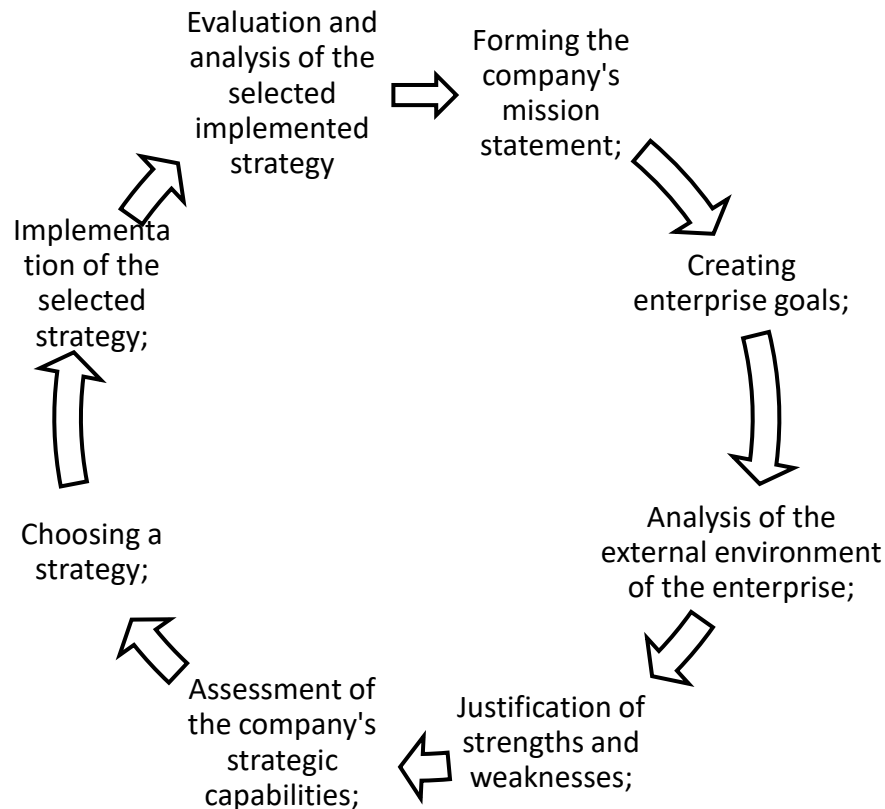 Evaluation and
analysis of the
selected
implemented
strategy
Forming the
company's
mission
statement;
Creating
enterprise goals;
Analysis of the
external environment
of the enterprise;
Justification of
strengths and
weaknesses;
Assessment of
the company's
strategic
capabilities;
Choosing a
strategy;
Implementa
tion of the
selected
strategy;